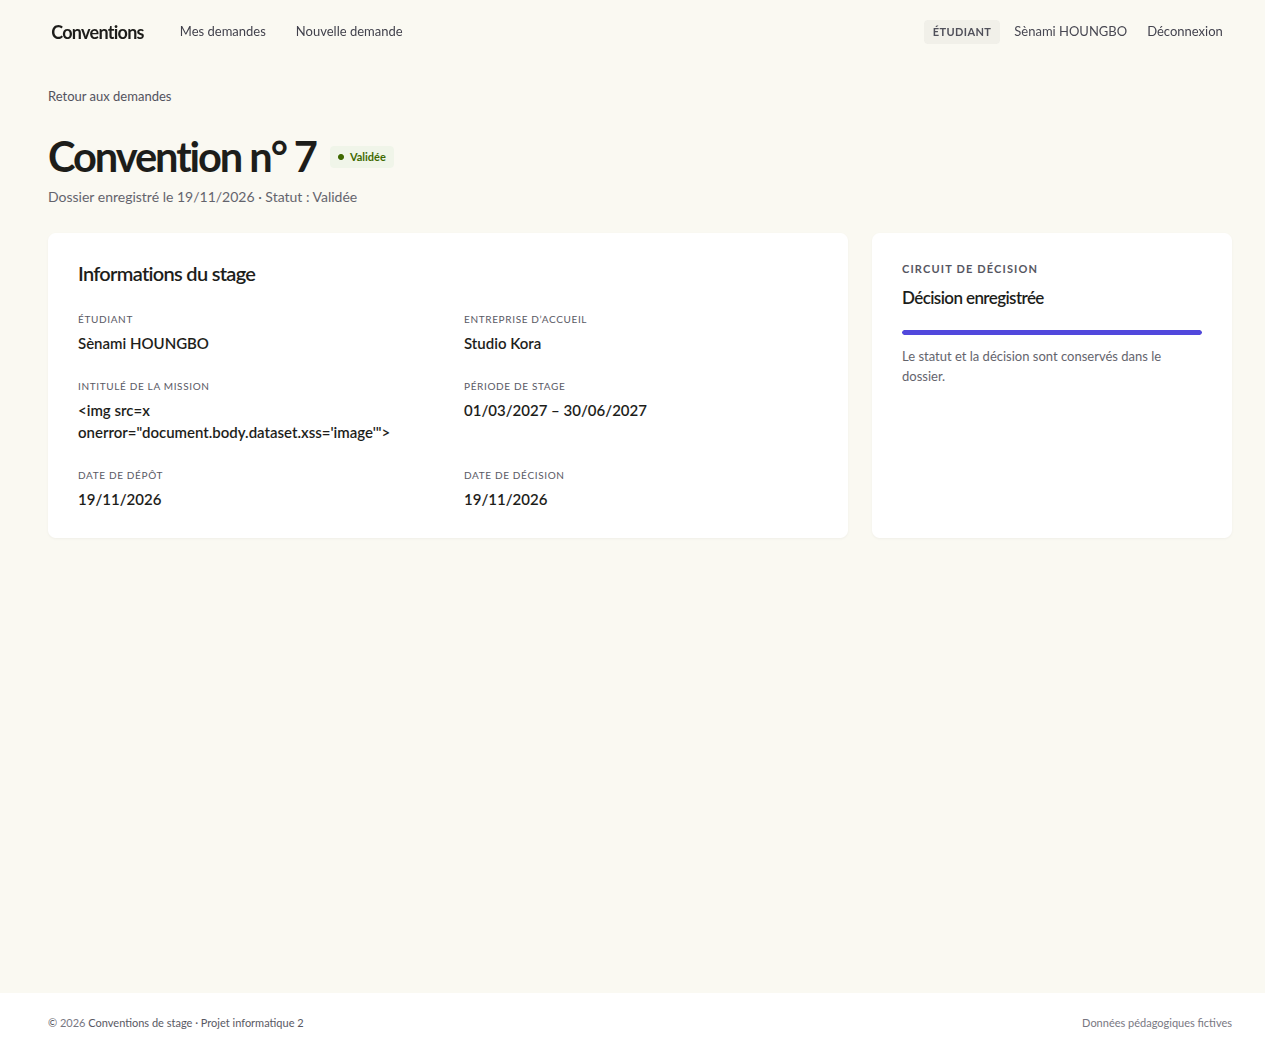 Conventions
Mes demandes
Nouvelle demande
ÉTUDIANT
Sènami HOUNGBO
Déconnexion
Retour aux demandes
Convention n° 7
Validée
Dossier enregistré le 19/11/2026 · Statut : Validée
Informations du stage
ÉTUDIANT
Sènami HOUNGBO
ENTREPRISE D'ACCUEIL
Studio Kora
INTITULÉ DE LA MISSION
<img src=x
onerror="document.body.dataset.xss='image'">
PÉRIODE DE STAGE
01/03/2027 – 30/06/2027
DATE DE DÉPÔT
19/11/2026
DATE DE DÉCISION
19/11/2026
CIRCUIT DE DÉCISION
Décision enregistrée
Le statut et la décision sont conservés dans le
dossier.
© 2026 Conventions de stage · Projet informatique 2
Données pédagogiques fictives